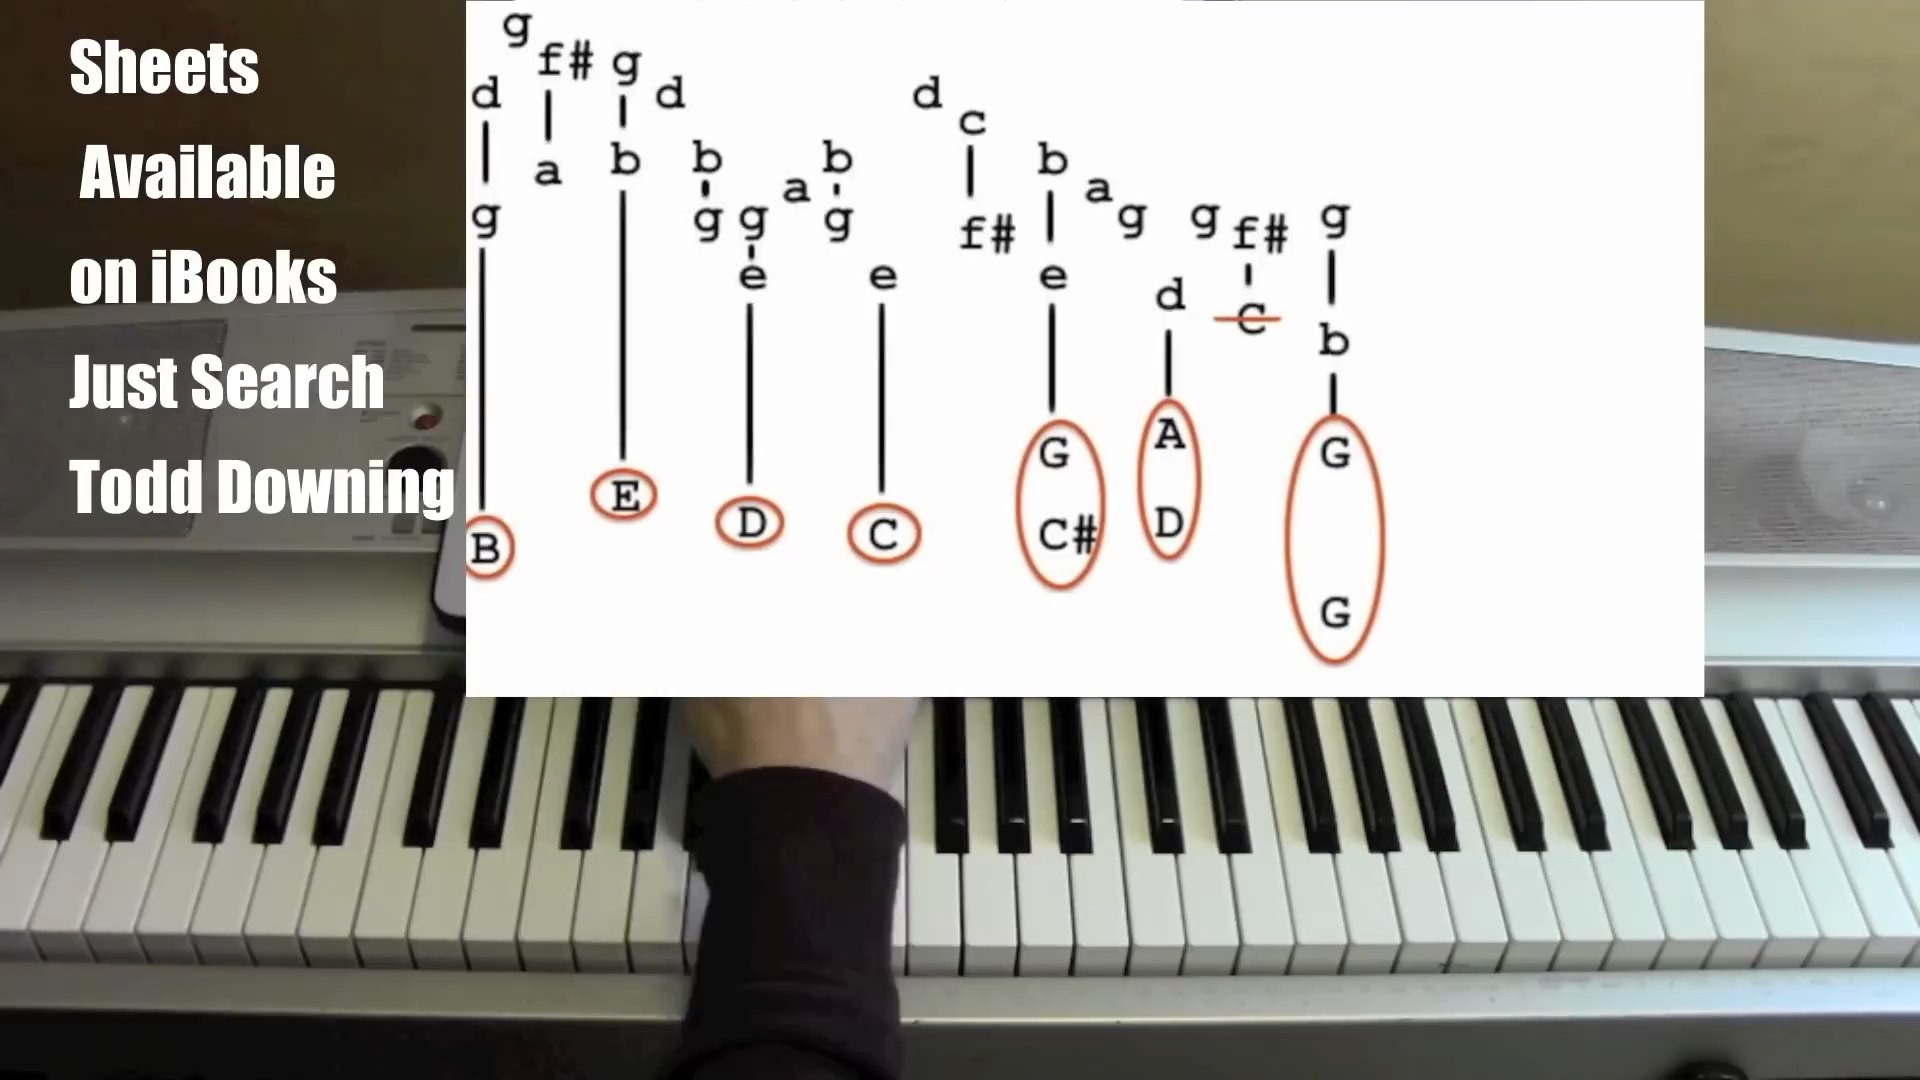 Sheets
Available
on iBooks
Just Search
Todd Downing
g
f# g
d d
d c
a b b b b
a
g g g g a g g g
f# f#
e e e
d
C
b
G A G
E
D D
B C C#
G